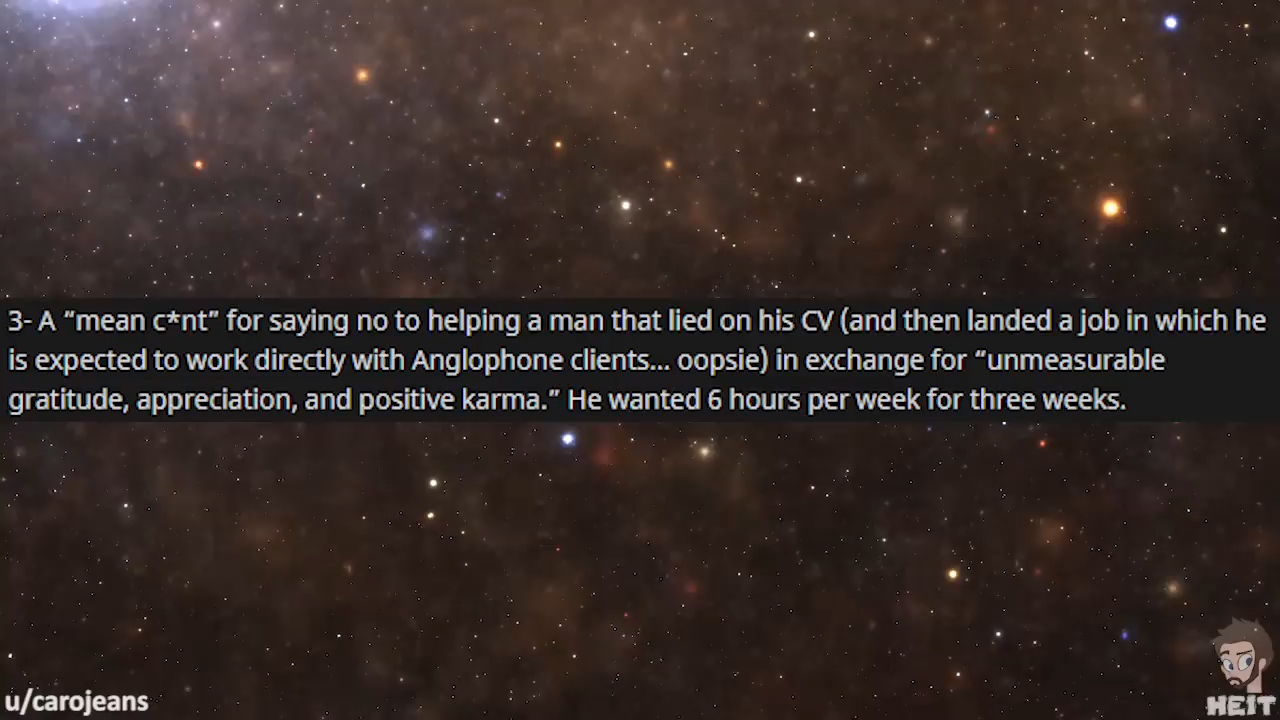 3- A “mean c*nt” for saying no to helping a man that lied on his CV (and then landed a job in which he
is expected to work directly with Anglophone clients... oopsie) in exchange for “unmeasurable
gratitude, appreciation, and positive karma.” He wanted 6 hours per week for three weeks.
u/carojeans
HEIT